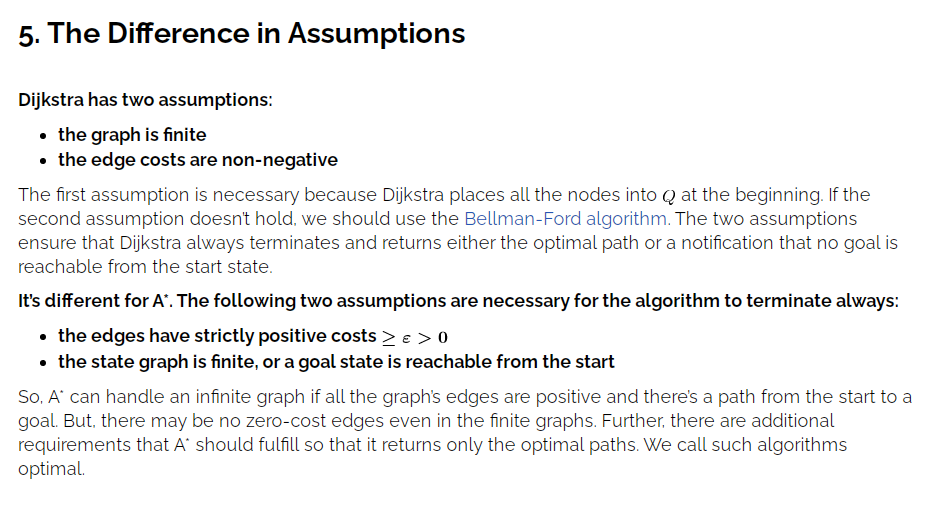 5. The Difference in Assumptions
Dijkstra has two assumptions:
• the graph is finite
• the edge costs are non-negative
The first assumption is necessary because Dijkstra places all the nodes into Q at the beginning. If the
second assumption doesn't hold, we should use the Bellman-Ford algorithm. The two assumptions
ensure that Dijkstra always terminates and returns either the optimal path or a notification that no goal is
reachable from the start state.
It's different for A*. The following two assumptions are necessary for the algorithm to terminate always:
• the edges have strictly positive costs ≥ ε > 0
• the state graph is finite, or a goal state is reachable from the start
So, A* can handle an infinite graph if all the graph's edges are positive and there's a path from the start to a
goal. But, there may be no zero-cost edges even in the finite graphs. Further, there are additional
requirements that A* should fulfill so that it returns only the optimal paths. We call such algorithms
optimal.